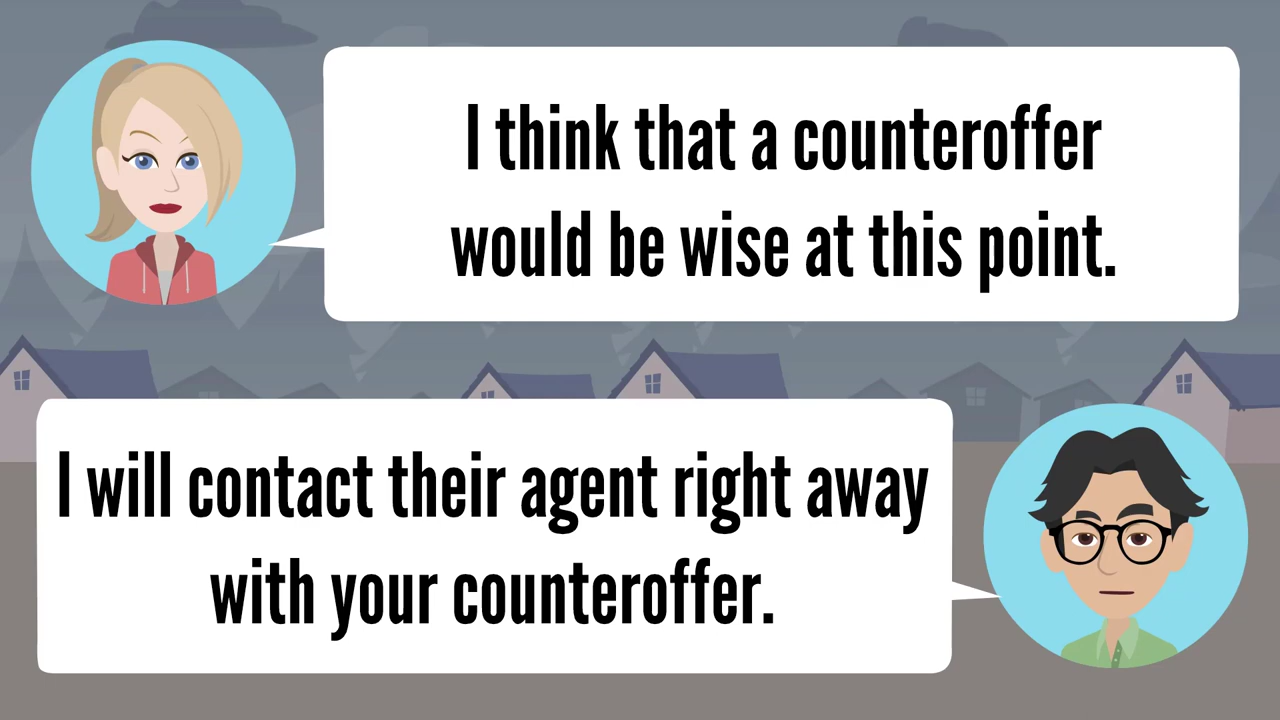 I think that a counteroffer
would be wise at this point.
I will contact their agent right away
with your counteroffer.